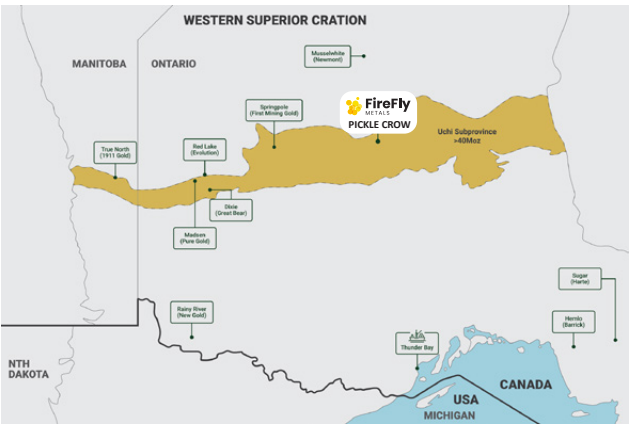 WESTERN SUPERIOR CRATION
Musselwhite
(Newmont)
MANITOBA
ONTARIO
FireFly
METALS
PICKLE CROW
Springpole
(First Mining Gold)
Uchi Subprovince
>40Moz
True North
(1911 Gold)
Red Lake
(Evolution)
Dixie
(Great Bear)
Madsen
(Pure Gold)
Sugar
(Harte)
Rainy River
(New Gold)
Hemlo
(Barrick)
Thunder Bay
NTH
DAKOTA
CANADA
USA
MICHIGAN